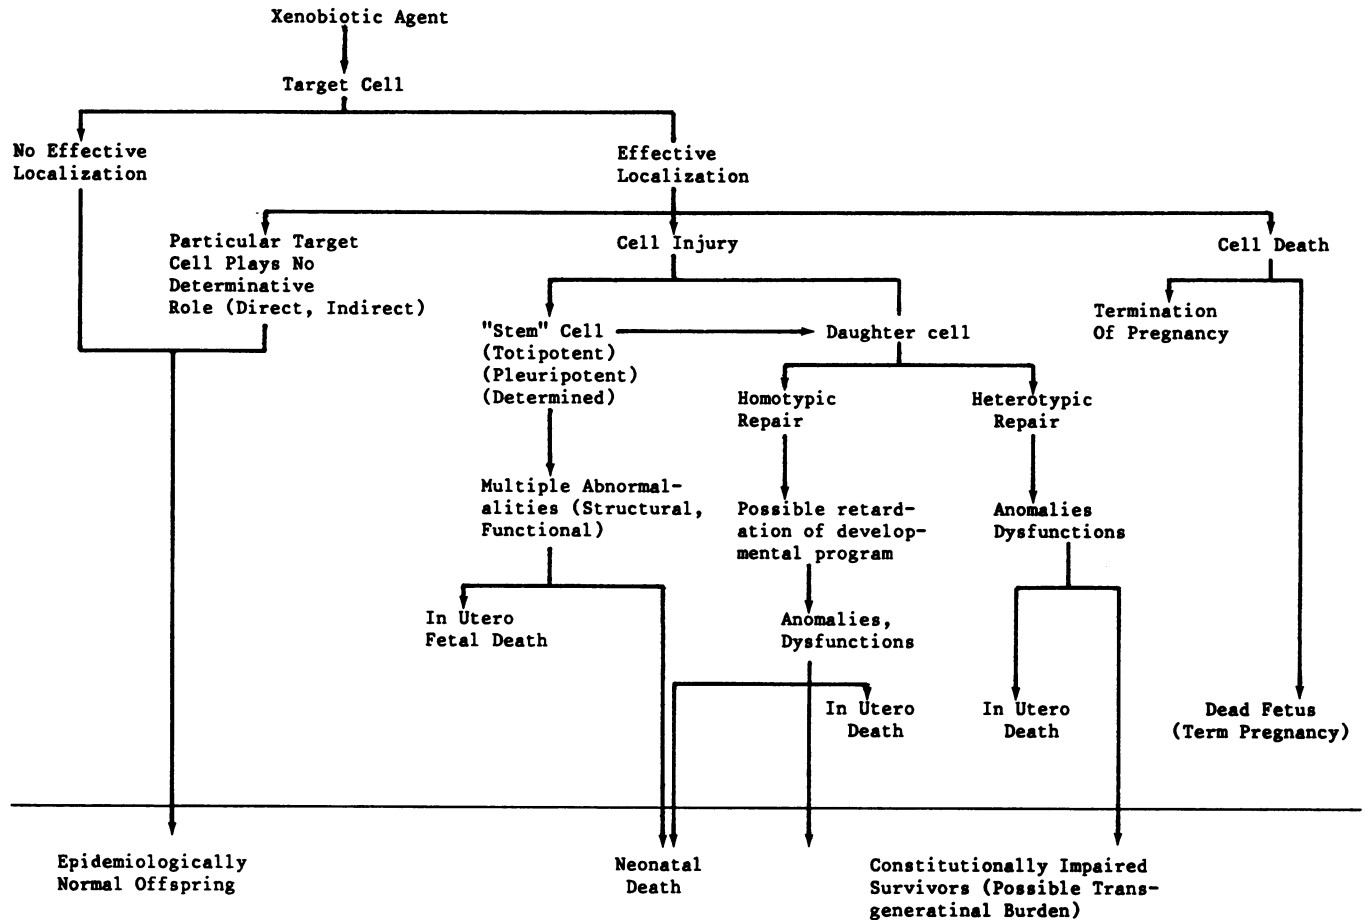 Xenobiotic Agent
Target Cell
No Effective
Localization
Effective
Localization
Particular Target
Cell Plays No
Determinative
Role (Direct, Indirect)
Cell Injury
Cell Death
"Stem" Cell
(Totipotent)
(Pleuripotent)
(Determined)
Daughter cell
Termination
Of Pregnancy
Homotypic
Repair
Heterotypic
Repair
Multiple Abnormal-
alities (Structural,
Functional)
Possible retard-
ation of develop-
mental program
Anomalies
Dysfunctions
In Utero
Fetal Death
Anomalies,
Dysfunctions
In Utero
Death
In Utero
Death
Dead Fetus
(Term Pregnancy)
Epidemiologically
Normal Offspring
Neonatal
Death
Constitutionally Impaired
Survivors (Possible Trans-
generatinal Burden)